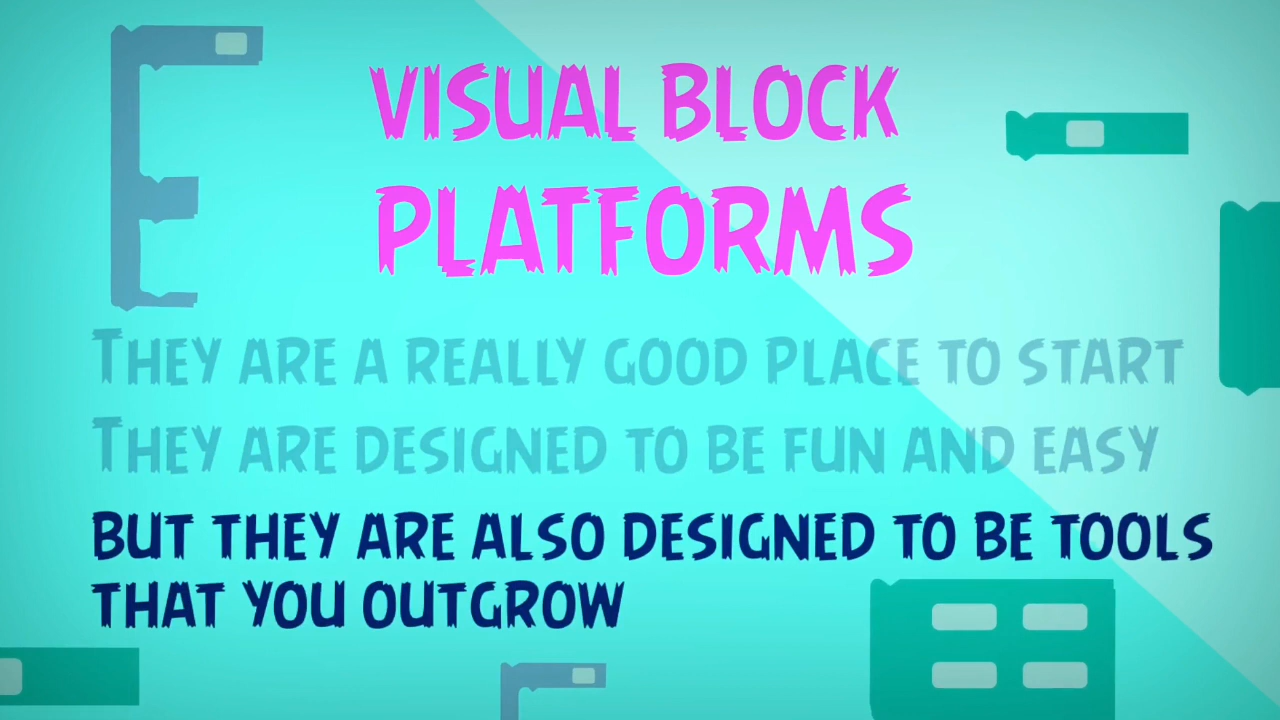 VISUAL BLOCK
PLATFORMS
THEY ARE A REALLY GOOD PLACE TO START
THEY ARE DESIGNED TO BE FUN AND EASY
BUT THEY ARE ALSO DESIGNED TO BE TOOLS
THAT YOU OUTGROW